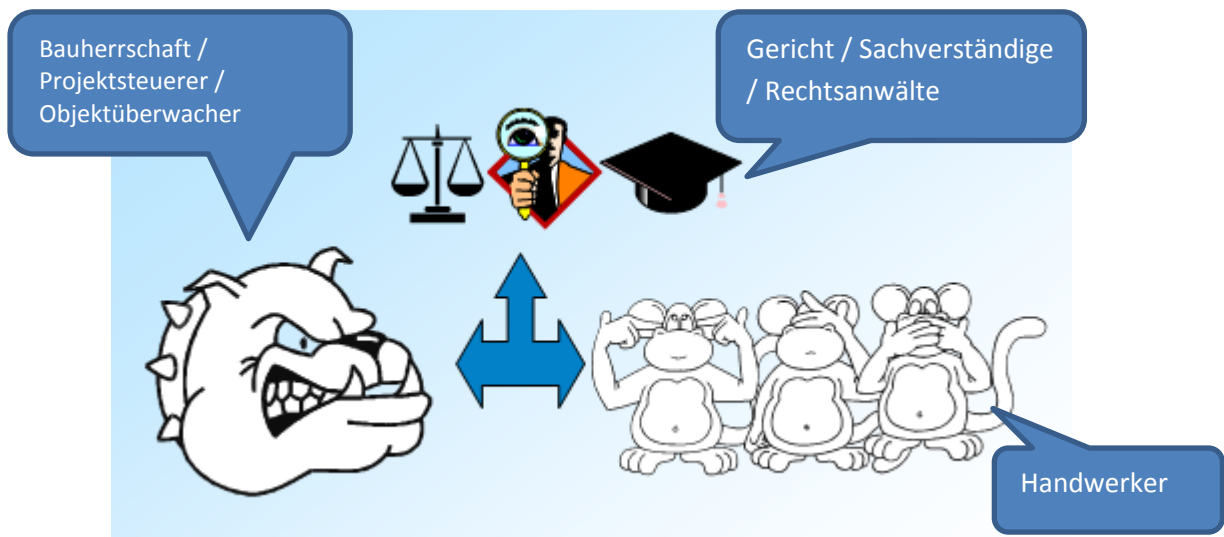 Bauherrschaft /
Projektsteuerer /
Objektüberwacher
Gericht / Sachverständige
/ Rechtsanwälte
Handwerker